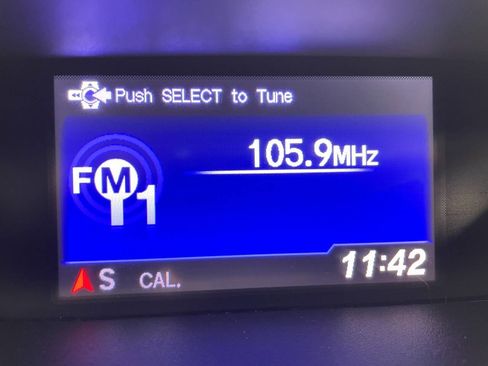 Push SELECT to Tune
105.9MHz
FM1
11:42
S CAL.